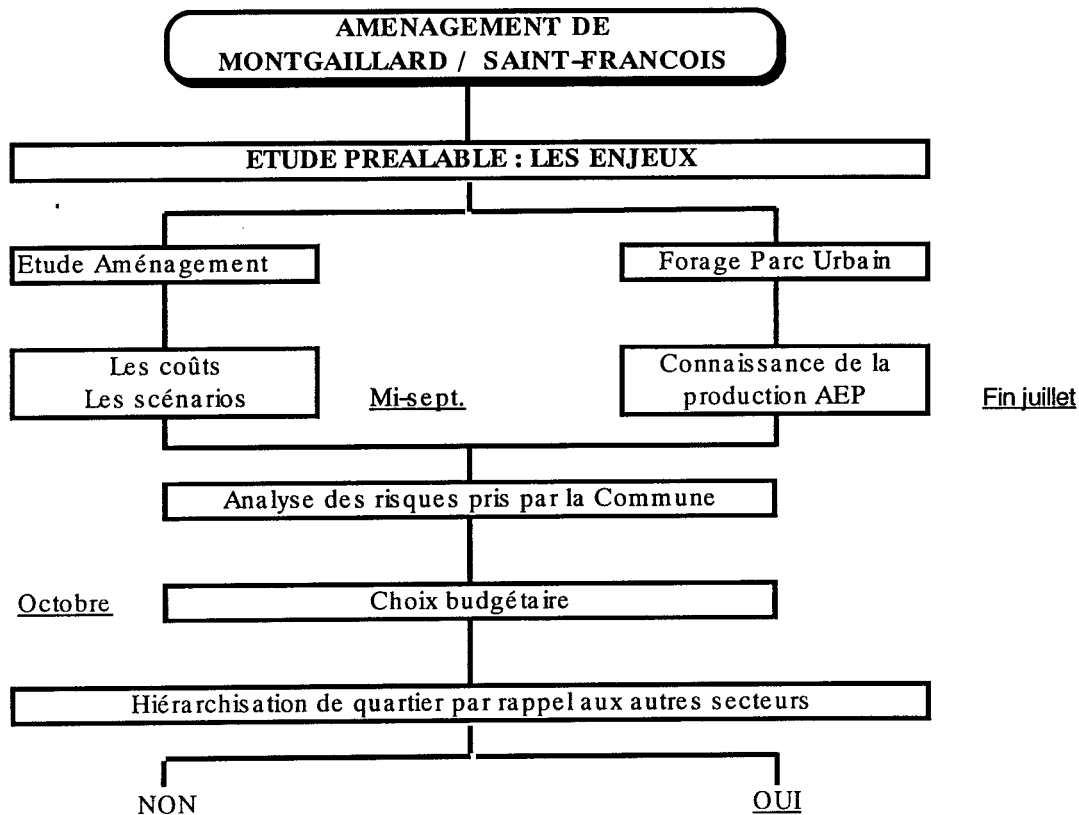 AMENAGEMENT DE
MONTGAILLARD / SAINT-FRANCOIS
ETUDE PREALABLE : LES ENJEUX
Etude Aménagement
Forage Parc Urbain
Les coûts
Les scénarios
Mi-sept.
Connaissance de la
production AEP
Fin juillet
Analyse des risques pris par la Commune
Octobre
Choix budgétaire
Hiérarchisation de quartier par rappel aux autres secteurs
NON
OUI